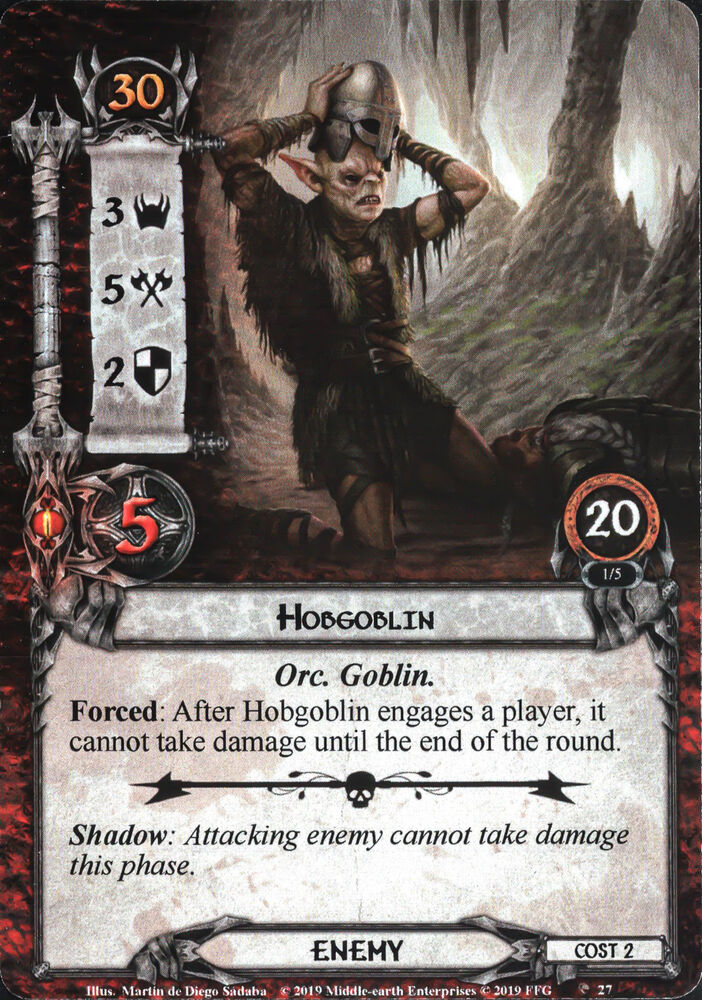 30
3
5
2
5
20
1/5
HOBGOBLIN
Orc. Goblin.
Forced: After Hobgoblin engages a player, it
cannot take damage until the end of the round.
Shadow: Attacking enemy cannot take damage
this phase.
ENEMY
COST 2
Illus. Martin de Diego Sádaba © 2019 Middle-earth Enterprises © 2019 FFG 27